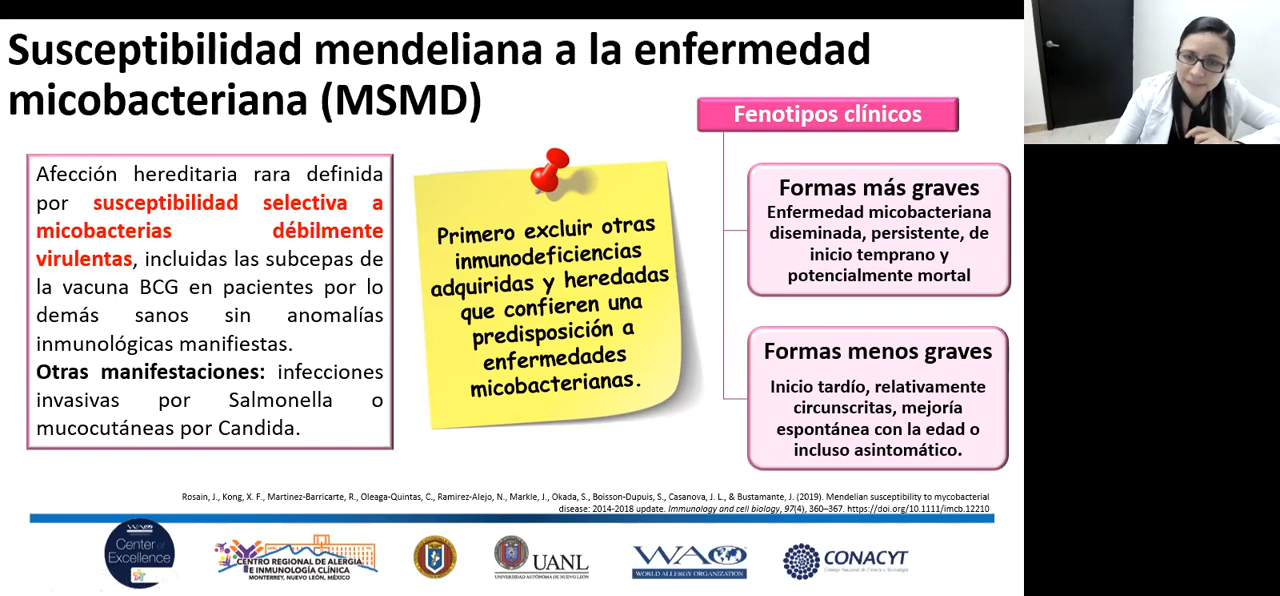 Susceptibilidad mendeliana a la enfermedad
micobacteriana (MSMD)
Afección hereditaria rara definida
por susceptibilidad selectiva a
micobacterias débilmente
virulentas, incluidas las subcepas de
la vacuna BCG en pacientes por lo
demás sanos sin anomalías
inmunológicas manifiestas.
Otras manifestaciones: infecciones
invasivas por Salmonella o
mucocutáneas por Candida.
Primero excluir otras
inmunodeficiencias
adquiridas y heredadas
que confieren una
predisposición a
enfermedades
micobacterianas.
Fenotipos clínicos
Formas más graves
Enfermedad micobacteriana
diseminada, persistente, de
inicio temprano y
potencialmente mortal
Formas menos graves
Inicio tardío, relativamente
circunscritas, mejoría
espontánea con la edad o
incluso asintomático.
Rosain, J., Kong, X. F., Martinez-Barricarte, R., Oleaga-Quintas, C., Ramirez-Alejo, N., Markle, J., Okada, S., Boisson-Dupuis, S., Casanova, J. L., & Bustamante, J. (2019). Mendelian susceptibility to mycobacterial
disease: 2014-2018 update. Immunology and cell biology, 97(4), 360–367. https://doi.org/10.1111/imcb.12210
WAO
Center of
Excellence
CENTRO REGIONAL DE ALERGIA
E INMUNOLOGÍA CLÍNICA
MONTERREY, NUEVO LEÓN, MÉXICO
UANL
UNIVERSIDAD AUTÓNOMA DE NUEVO LEÓN
WAO
WORLD ALLERGY ORGANIZATION
CONACYT
Consejo Nacional de Ciencia y Tecnología